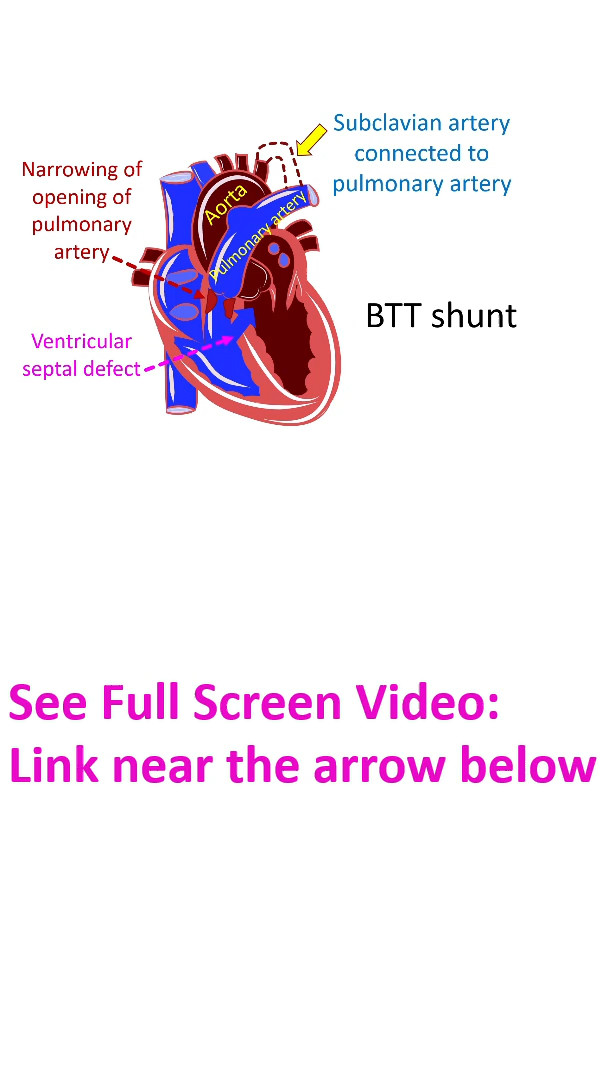 Subclavian artery
connected to
pulmonary artery
Narrowing of
opening of
pulmonary
artery
Aorta
Pulmonary artery
BTT shunt
Ventricular
septal defect
See Full Screen Video:
Link near the arrow below